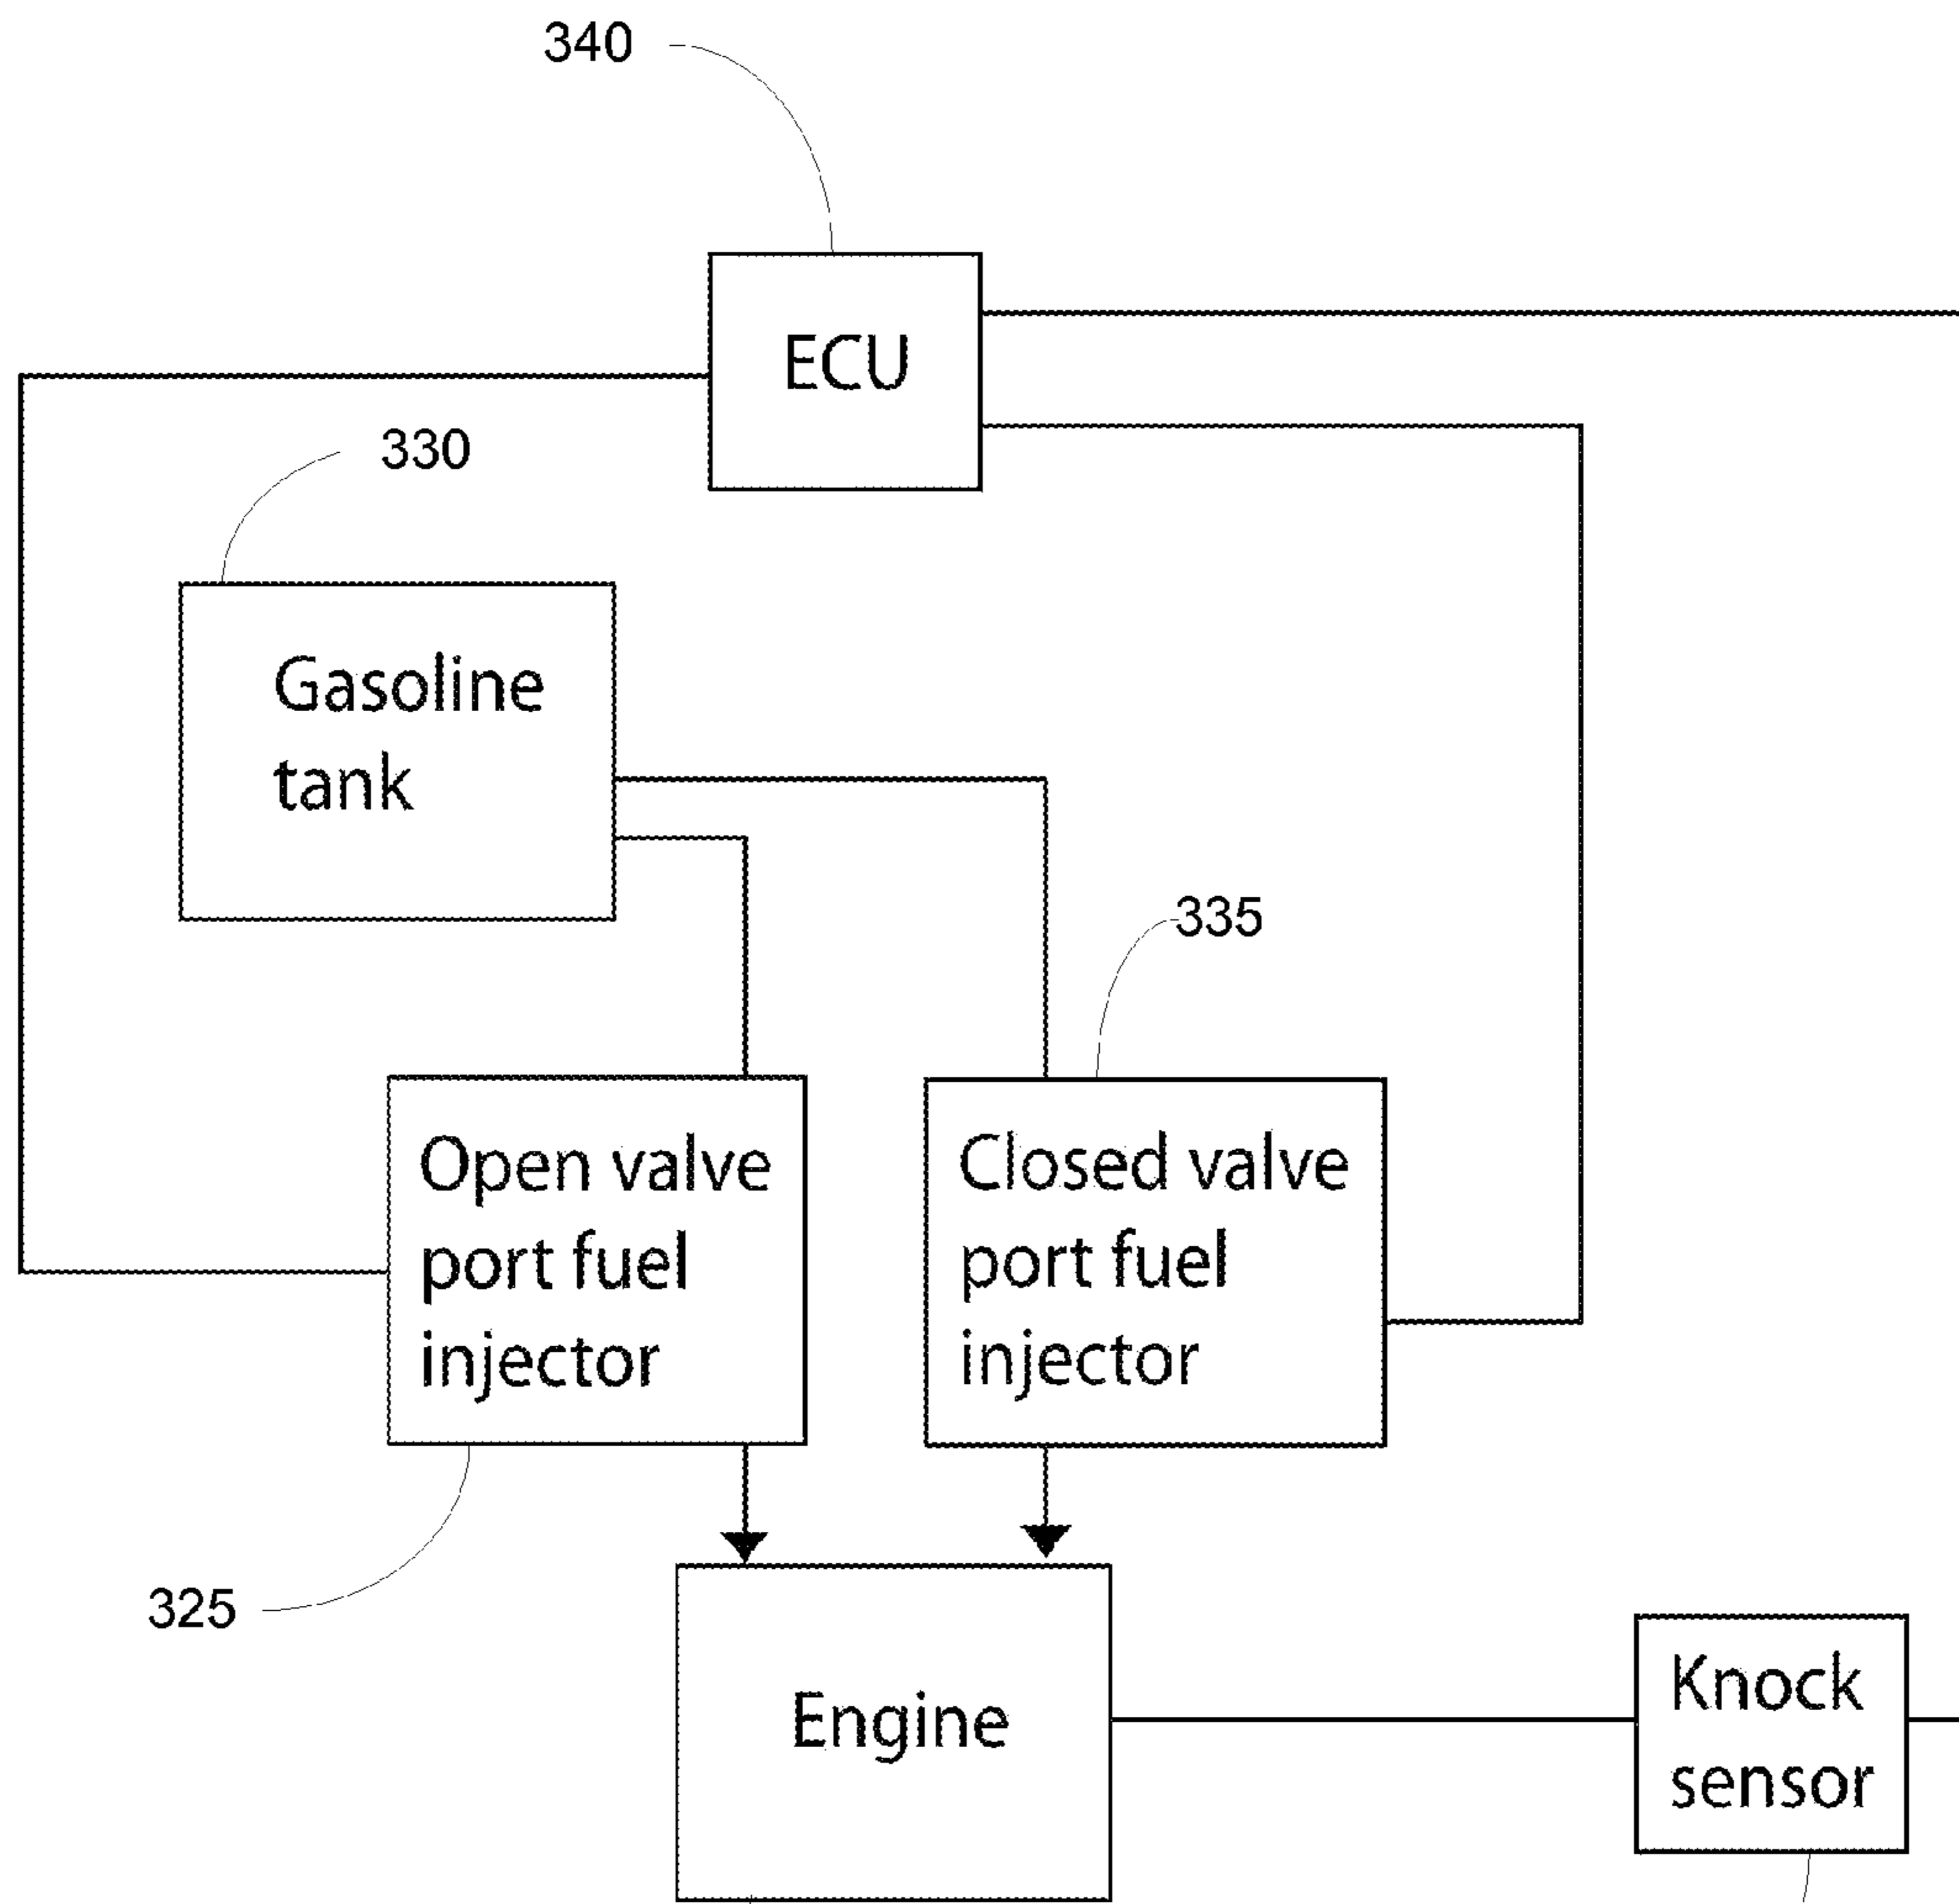 340
ECU
330
Gasoline
tank
335
Open valve
port fuel
injector
Closed valve
port fuel
injector
325
Engine
Knock
sensor